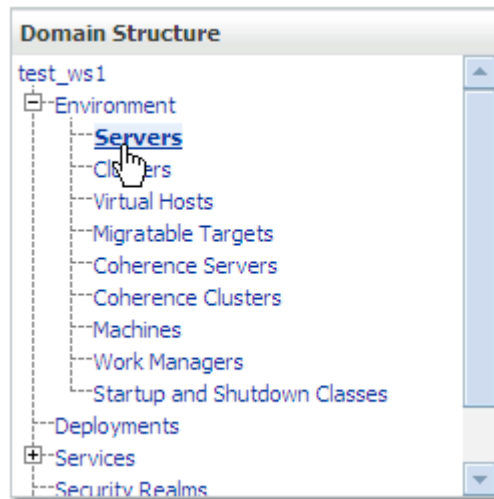 Domain Structure
test_ws1
Environment
Servers
Clusters
Virtual Hosts
Migratable Targets
Coherence Servers
Coherence Clusters
Machines
Work Managers
Startup and Shutdown Classes
Deployments
Services
Security Realms